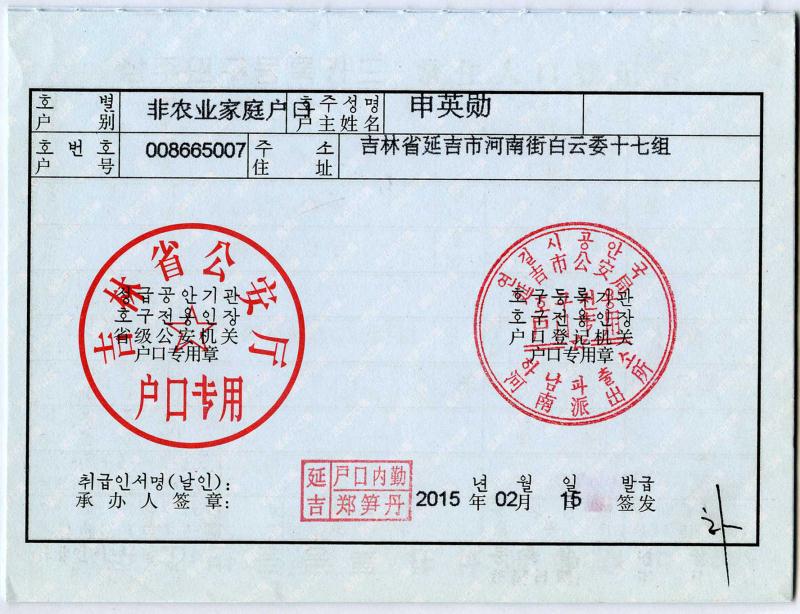 호 별 非农业家庭户口 호주성명 申英勋
户 别 户主姓名
호번호 008665007 주소 吉林省延吉市河南街白云委十七组
户号 住址
吉林省公安厅
성급공안기관
호구전용인장
省级公安机关
户口专用章
户口专用
연길시공안국
延吉市公安局
호구등록기관
호구전용인장
户口登记机关
户口专用章
하남파출소
河南派出所
취급인서명(날인):
承办人签章:
延吉 户口内勤
郑笋丹
년 월 일 발급
2015 年 02 月 15 日 签发